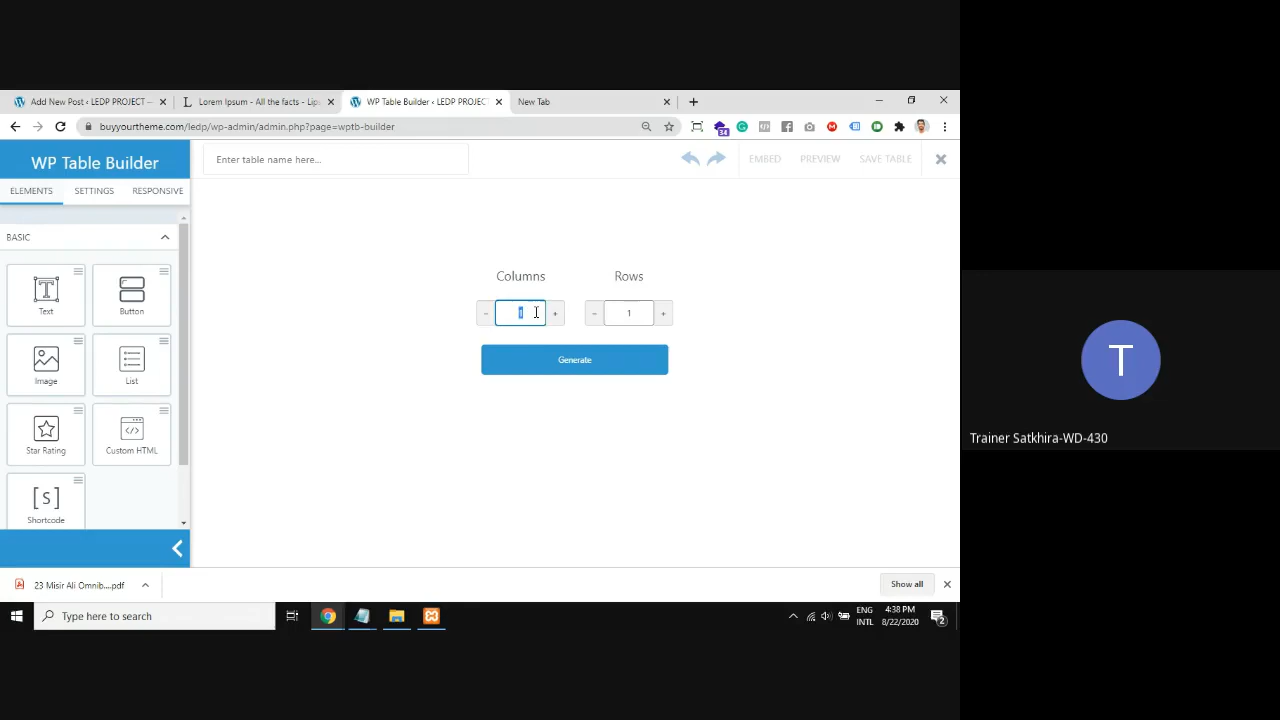 Add New Post ‹ LEDP PROJECT —
Lorem Ipsum - All the facts - Lip
WP Table Builder ‹ LEDP PROJECT
New Tab
buyyourtheme.com/ledp/wp-admin/admin.php?page=wptb-builder
34
WP Table Builder
Enter table name here...
EMBED
PREVIEW
SAVE TABLE
ELEMENTS
SETTINGS
RESPONSIVE
BASIC
Text
Button
Image
List
Star Rating
Custom HTML
Shortcode
Columns
Rows
1
1
Generate
T
Trainer Satkhira-WD-430
23 Misir Ali Omnib....pdf
Show all
Type here to search
ENG
INTL
4:38 PM
8/22/2020
2